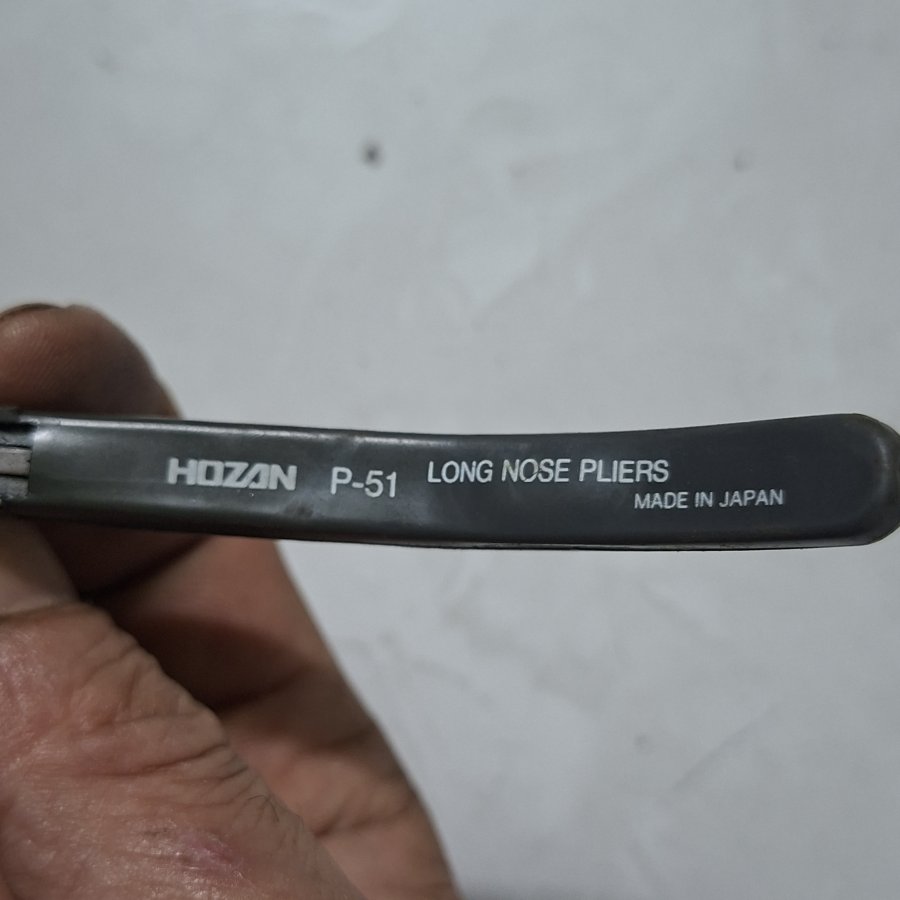 HOZAN P-51 LONG NOSE PLIERS
MADE IN JAPAN